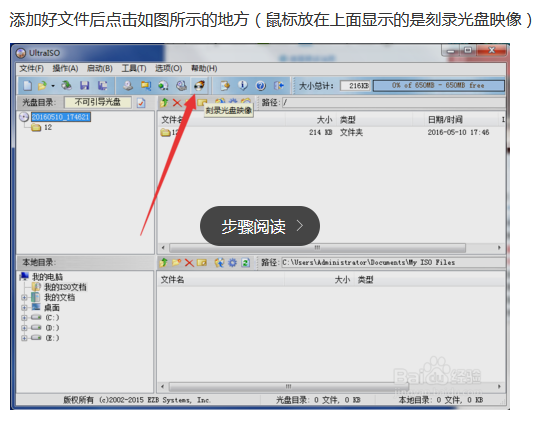 添加好文件后点击如图所示的地方（鼠标放在上面显示的是刻录光盘映像）
UltraISO
文件(F) 操作(A) 启动(B) 工具(T) 选项(O) 帮助(H)
大小总计: 216KB 0% of 650MB - 650MB free
光盘目录: 不可引导光盘 路径: /
刻录光盘映像
20160510_174621
12
文件名 大小 类型 日期/时间 1
12 214 KB 文件夹 2016-05-10 17:46
步骤阅读
本地目录: 路径: C:\Users\Administrator\Documents\My ISO Files
我的电脑
我的ISO文档
我的文档
桌面
(C:)
(D:)
(E:)
文件名 大小 类型
Baidu 经验
版权所有 (c)2002-2015 EZB Systems, Inc. 光盘目录: 0 文件, 0 KB 本地目录: 0 文件, 0 KB